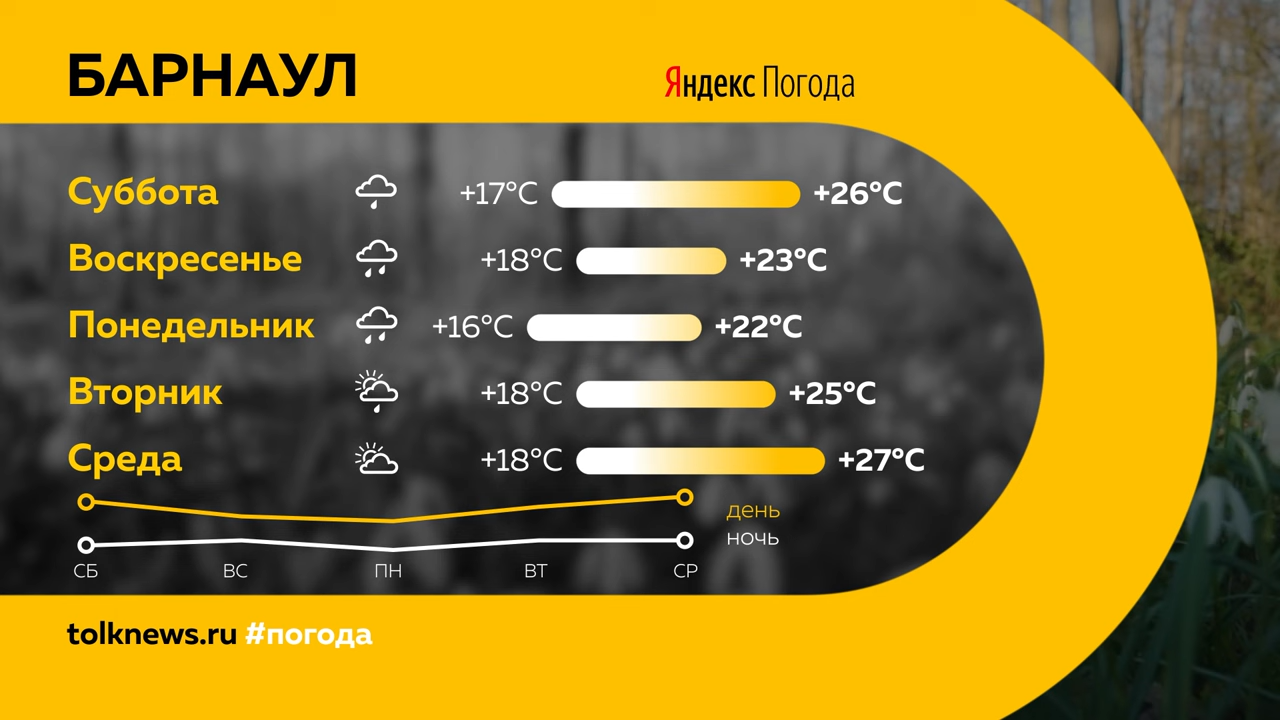 БАРНАУЛ
Яндекс Погода
Суббота +17°C +26°C
Воскресенье +18°C +23°C
Понедельник +16°C +22°C
Вторник +18°C +25°C
Среда +18°C +27°C
день
ночь
СБ ВС ПН ВТ СР
tolknews.ru #погода